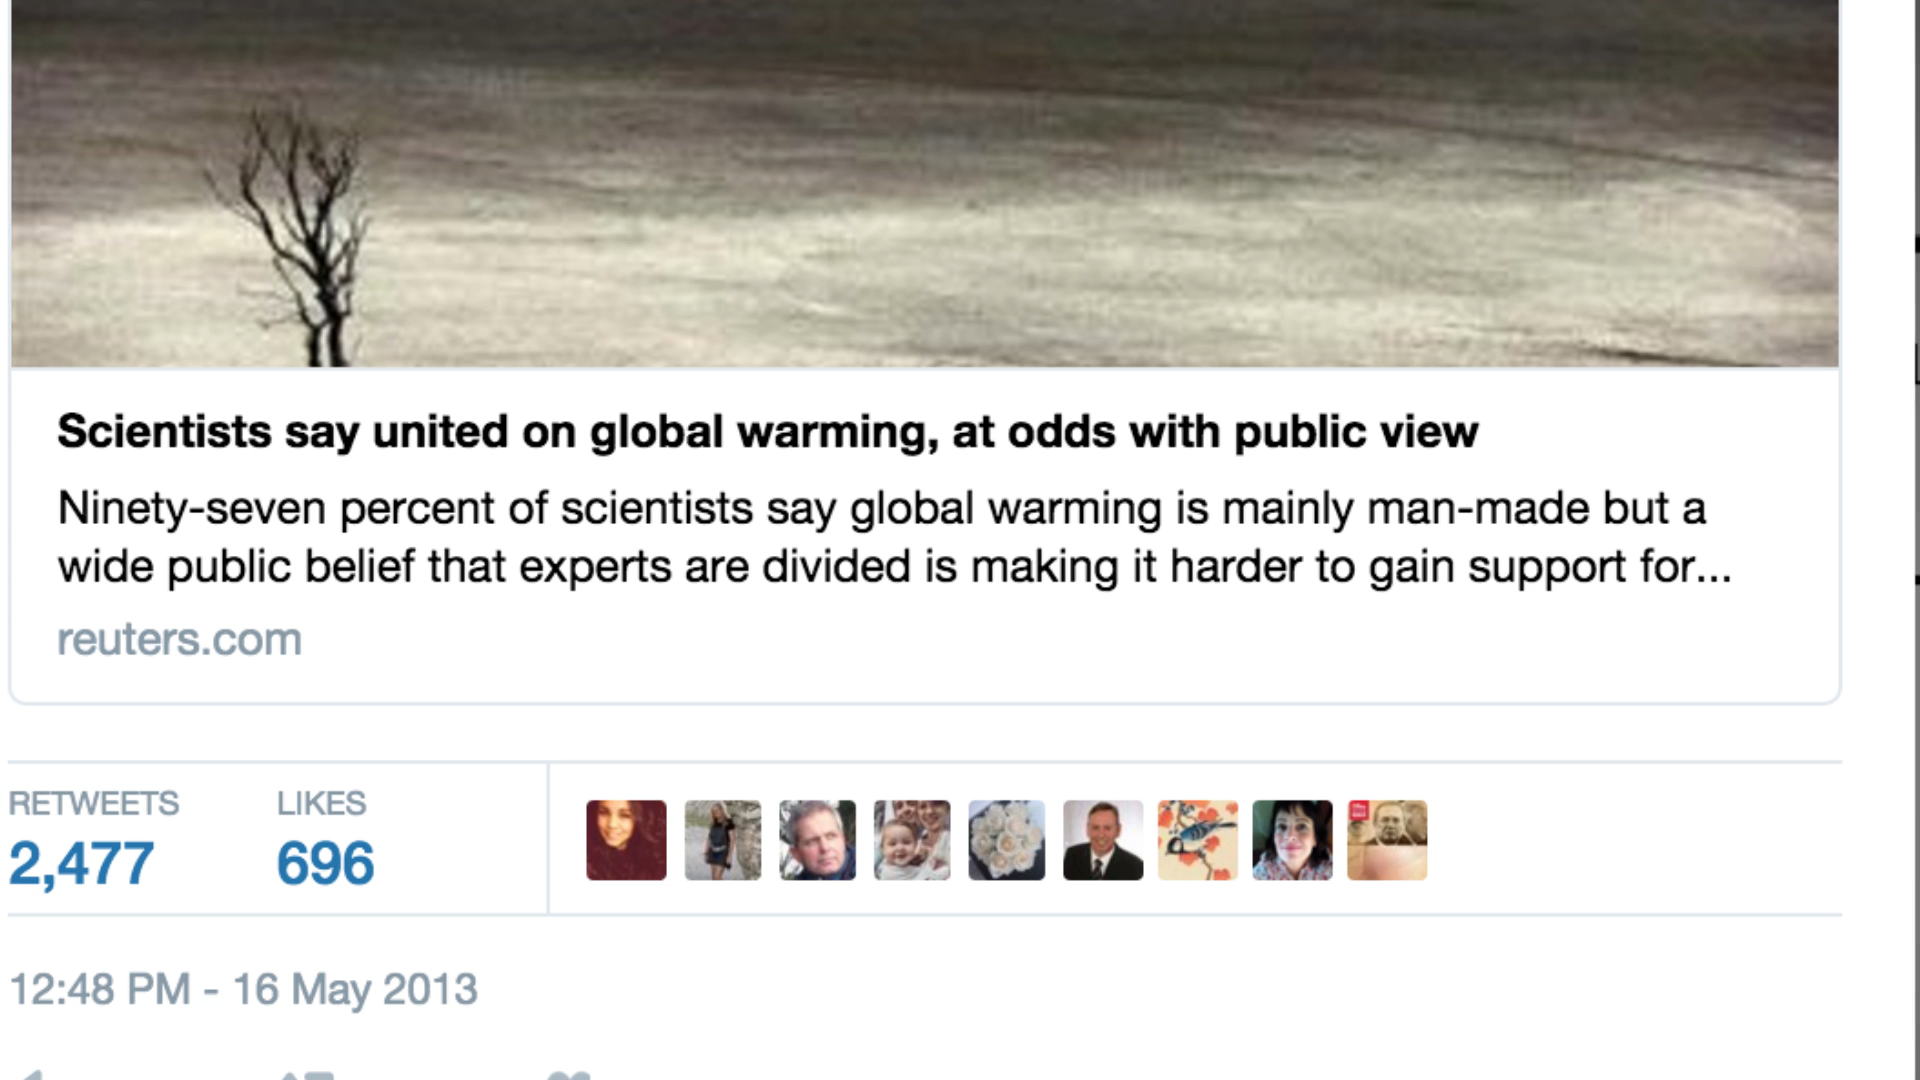 Scientists say united on global warming, at odds with public view
Ninety-seven percent of scientists say global warming is mainly man-made but a
wide public belief that experts are divided is making it harder to gain support for...
reuters.com
RETWEETS LIKES
2,477 696
12:48 PM - 16 May 2013